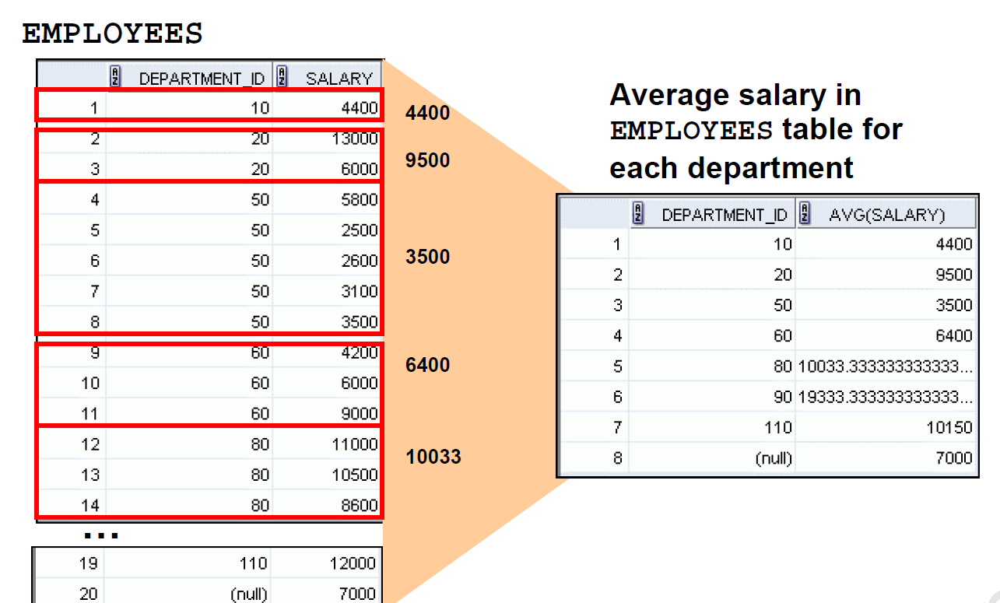 EMPLOYEES
DEPARTMENT_ID SALARY
1 10 4400
2 20 13000
3 20 6000
4 50 5800
5 50 2500
6 50 2600
7 50 3100
8 50 3500
9 60 4200
10 60 6000
11 60 9000
12 80 11000
13 80 10500
14 80 8600
...
19 110 12000
20 (null) 7000
4400
9500
3500
6400
10033
Average salary in
EMPLOYEES table for
each department
DEPARTMENT_ID AVG(SALARY)
1 10 4400
2 20 9500
3 50 3500
4 60 6400
5 80 10033.333333333333...
6 90 19333.333333333333...
7 110 10150
8 (null) 7000